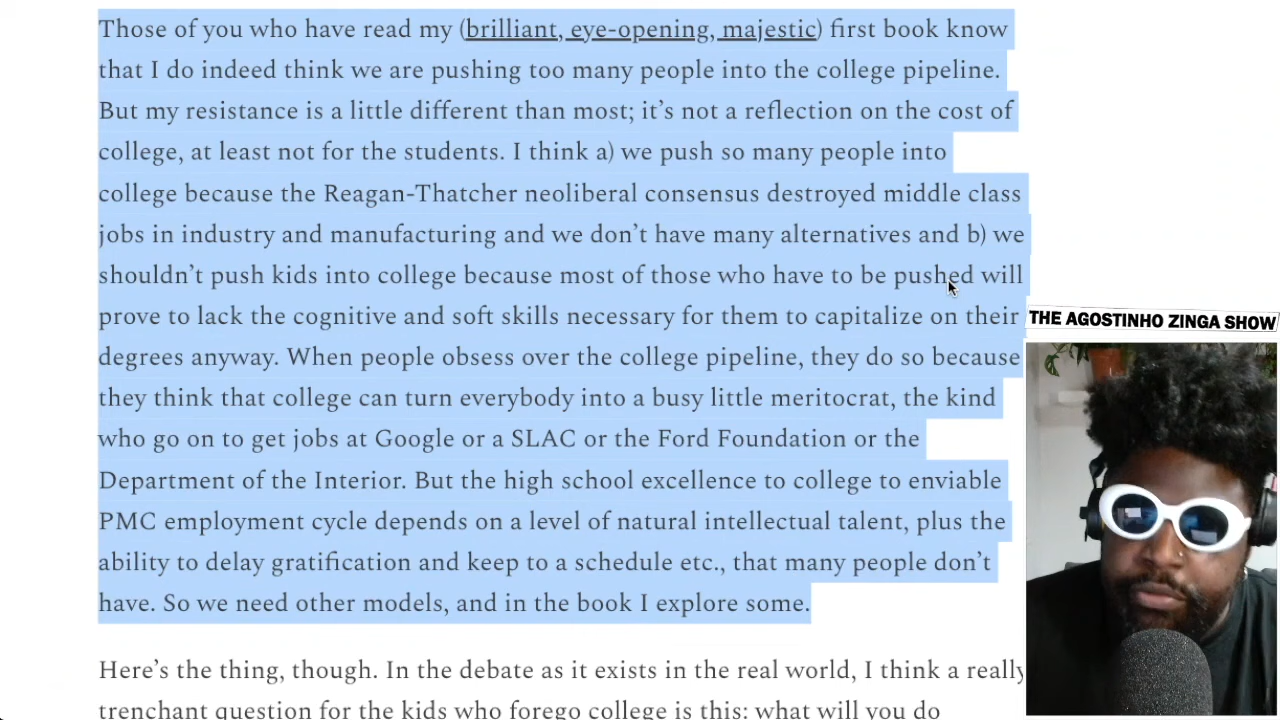 Those of you who have read my (brilliant, eye-opening, majestic) first book know
that I do indeed think we are pushing too many people into the college pipeline.
But my resistance is a little different than most; it’s not a reflection on the cost of
college, at least not for the students. I think a) we push so many people into
college because the Reagan-Thatcher neoliberal consensus destroyed middle class
jobs in industry and manufacturing and we don’t have many alternatives and b) we
shouldn’t push kids into college because most of those who have to be pushed will
prove to lack the cognitive and soft skills necessary for them to capitalize on their
degrees anyway. When people obsess over the college pipeline, they do so because
they think that college can turn everybody into a busy little meritocrat, the kind
who go on to get jobs at Google or a SLAC or the Ford Foundation or the
Department of the Interior. But the high school excellence to college to enviable
PMC employment cycle depends on a level of natural intellectual talent, plus the
ability to delay gratification and keep to a schedule etc., that many people don’t
have. So we need other models, and in the book I explore some.
Here’s the thing, though. In the debate as it exists in the real world, I think a really
trenchant question for the kids who forego college is this: what will you do
THE AGOSTINHO ZINGA SHOW